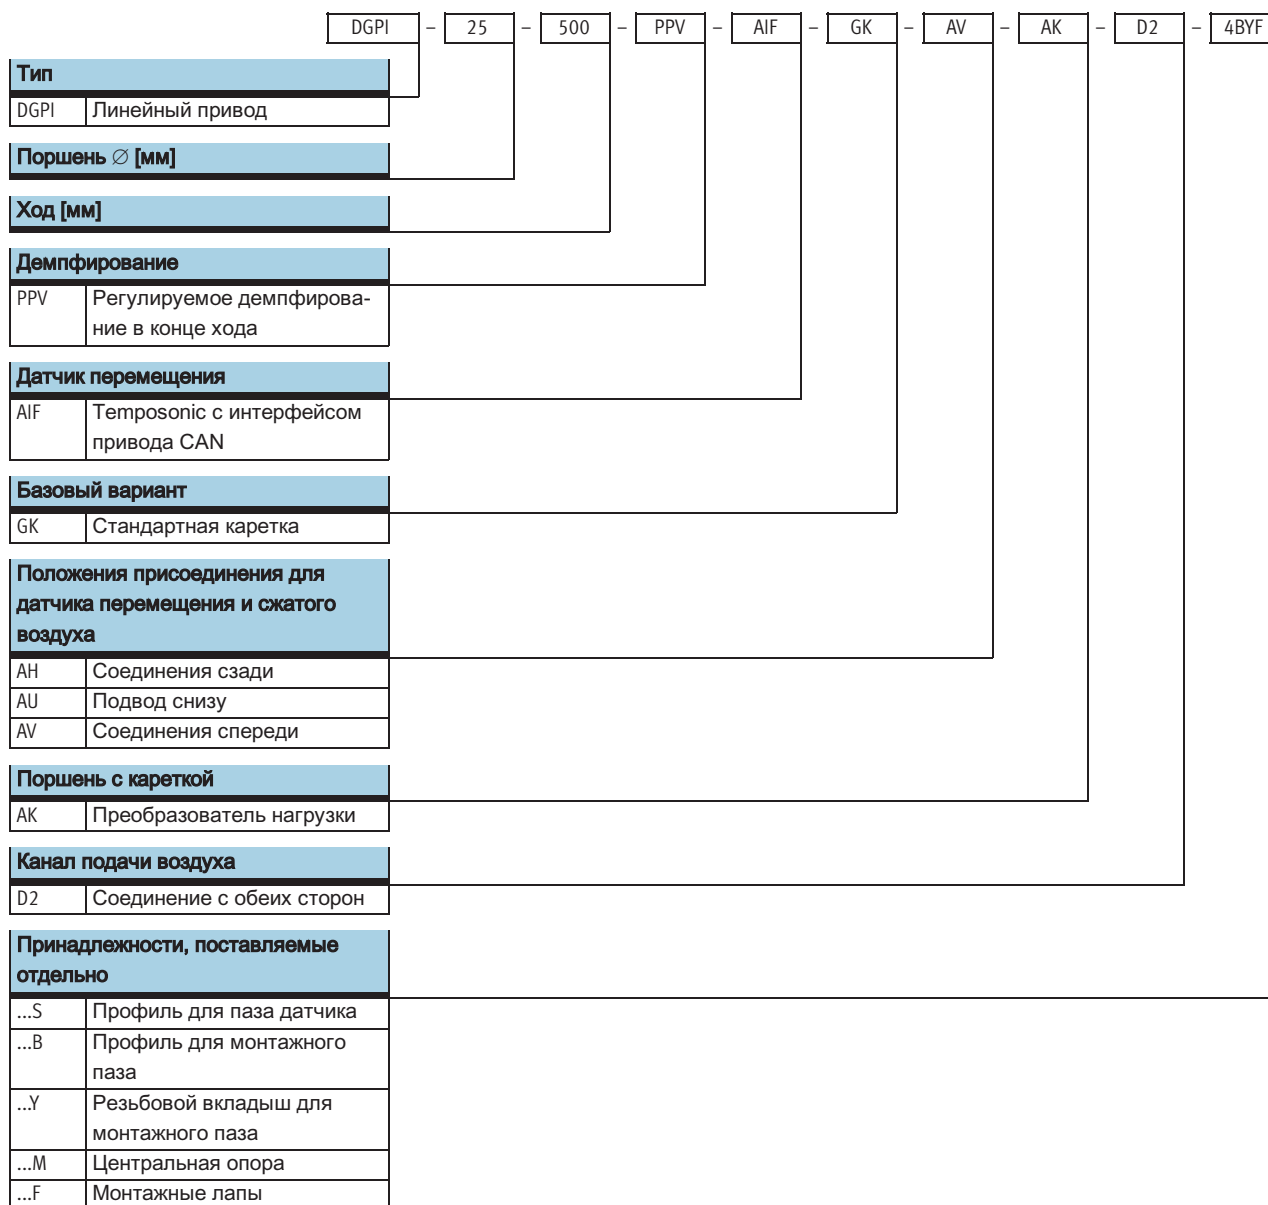 DGPI – 25 – 500 – PPV – AIF – GK – AV – AK – D2 – 4BYF
Тип
DGPI Линейный привод
Поршень ∅ [мм]
Ход [мм]
Демпфирование
PPV Регулируемое демпфирова-
ние в конце хода
Датчик перемещения
AIF Temposonic с интерфейсом
привода CAN
Базовый вариант
GK Стандартная каретка
Положения присоединения для
датчика перемещения и сжатого
воздуха
AH Соединения сзади
AU Подвод снизу
AV Соединения спереди
Поршень с кареткой
AK Преобразователь нагрузки
Канал подачи воздуха
D2 Соединение с обеих сторон
Принадлежности, поставляемые
отдельно
...S Профиль для паза датчика
...B Профиль для монтажного
паза
...Y Резьбовой вкладыш для
монтажного паза
...M Центральная опора
...F Монтажные лапы